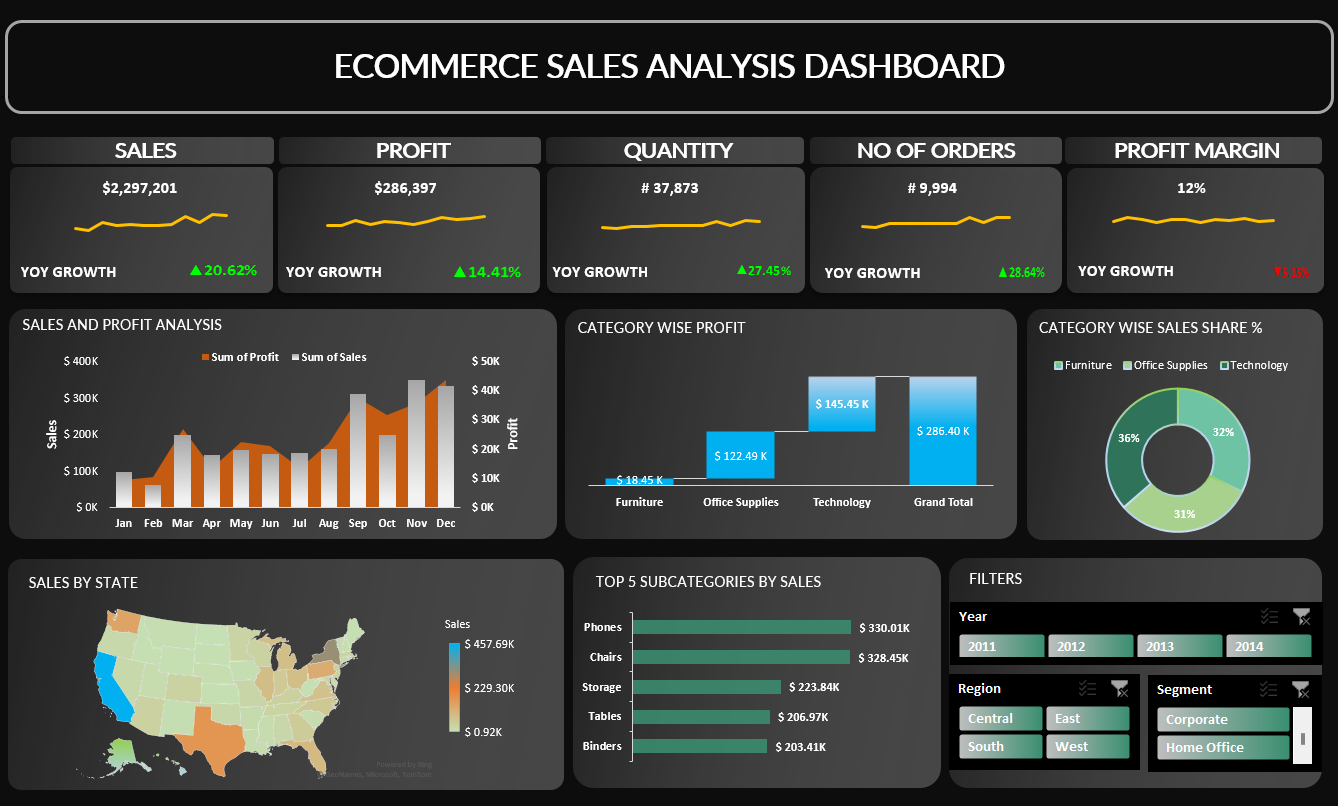 ECOMMERCE SALES ANALYSIS DASHBOARD
SALES
$2,297,201
YOY GROWTH ▲20.62%
PROFIT
$286,397
YOY GROWTH ▲14.41%
QUANTITY
# 37,873
YOY GROWTH ▲27.45%
NO OF ORDERS
# 9,994
YOY GROWTH ▲28.64%
PROFIT MARGIN
12%
YOY GROWTH
SALES AND PROFIT ANALYSIS
Sum of Profit Sum of Sales
$ 400K
$ 300K
$ 200K
$ 100K
$ 0K
Sales
$ 50K
$ 40K
$ 30K
$ 20K
$ 10K
$ 0K
Profit
Jan Feb Mar Apr May Jun Jul Aug Sep Oct Nov Dec
CATEGORY WISE PROFIT
$ 18.45 K
$ 122.49 K
$ 145.45 K
$ 286.40 K
Furniture Office Supplies Technology Grand Total
CATEGORY WISE SALES SHARE %
Furniture Office Supplies Technology
36%
32%
31%
SALES BY STATE
Sales
$ 457.69K
$ 229.30K
$ 0.92K
Powered by Bing
GeoNames, Microsoft, TomTom
TOP 5 SUBCATEGORIES BY SALES
Phones $ 330.01K
Chairs $ 328.45K
Storage $ 223.84K
Tables $ 206.97K
Binders $ 203.41K
FILTERS
Year
2011 2012 2013 2014
Region
Central East
South West
Segment
Corporate
Home Office